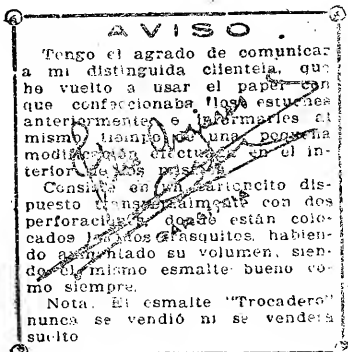 AVISO.
Tengo el agrado de comunicar
a mi distinguida clientela, que
he vuelto a usar el papel con
que confeccionaba los estuches
anteriormente e informarles al
mismo tiempo de una pequeña
modificación efectuada en el in-
terior de los
Consiste en un cartoncito dis-
puesto transversalmente con dos
perforaciones donde están colo-
cados los dos frasquitos, habien-
do aumentado su volumen, sien-
do el mismo esmalte bueno co-
mo siempre.
Nota. El esmalte "Trocadero"
nunca se vendió ni se venderá
suelto